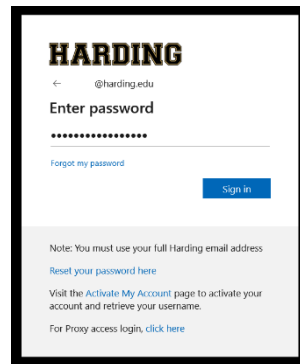 HARDING
← @harding.edu
Enter password
•••••••••••••••••
Forgot my password
Sign in
Note: You must use your full Harding email address
Reset your password here
Visit the Activate My Account page to activate your
account and retrieve your username.
For Proxy access login, click here